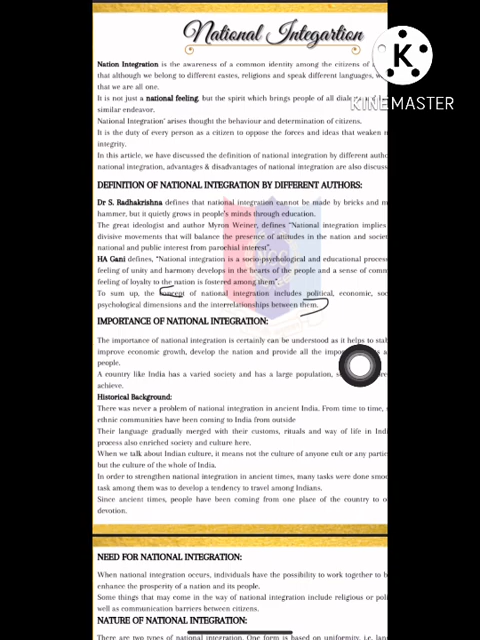 National Integartion
K
KINEMASTER
Nation Integration is the awareness of a common identity among the citizens of
that although we belong to different castes, religions and speak different languages,
that we are all one.
It is not just a national feeling, but the spirit which brings people of all
similar endeavor.
National Integration' arises thought the behaviour and determination of citizens.
It is the duty of every person as a citizen to oppose the forces and ideas that weaken
integrity.
In this article, we have discussed the definition of national integration by different
national integration, advantages & disadvantages of national integration are also
DEFINITION OF NATIONAL INTEGRATION BY DIFFERENT AUTHORS:
Dr S. Radhakrishna defines that national integration cannot be made by bricks and
hammer, but it quietly grows in people's minds through education.
The great ideologist and author Myron Weiner, defines "National integration implies
divisive movements that will balance the presence of attitudes in the nation and
national and public interest from parochial interest".
HA Gani defines, "National integration is a socio-psychological and educational
feeling of unity and harmony develops in the hearts of the people and a sense of
feeling of loyalty to the nation is fostered among them".
To sum up, the concept of national integration includes political, economic,
psychological dimensions and the interrelationships between them.
IMPORTANCE OF NATIONAL INTEGRATION:
The importance of national integration is certainly can be understood as it helps to
improve economic growth, develop the nation and provide all the
people.
A country like India has a varied society and has a large population,
achieve.
Historical Background:
There was never a problem of national integration in ancient India. From time to time,
ethnic communities have been coming to India from outside
Their language gradually merged with their customs, rituals and way of life in
process also enriched society and culture here.
When we talk about Indian culture, it means not the culture of anyone cult or any
but the culture of the whole of India.
In order to strengthen national integration in ancient times, many tasks were done
task among them was to develop a tendency to travel among Indians.
Since ancient times, people have been coming from one place of the country to
devotion.
NEED FOR NATIONAL INTEGRATION:
When national integration occurs, individuals have the possibility to work together to
enhance the prosperity of a nation and its people.
Some things that may come in the way of national integration include religious or
well as communication barriers between citizens.
NATURE OF NATIONAL INTEGRATION:
There are two types of national integration. One form is based on uniformity, i.e.,